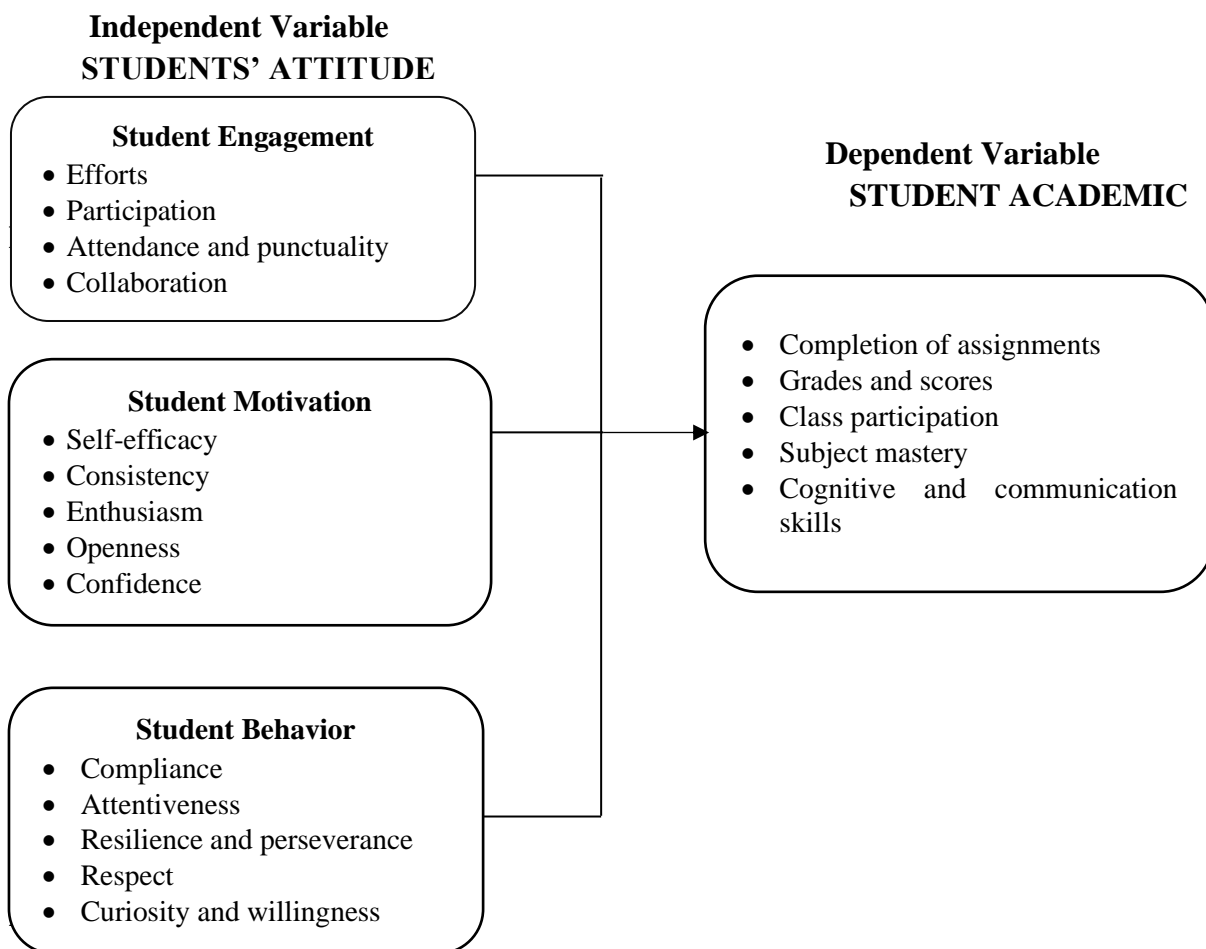 Independent Variable
STUDENTS’ ATTITUDE
Student Engagement
• Efforts
• Participation
• Attendance and punctuality
• Collaboration
Student Motivation
• Self-efficacy
• Consistency
• Enthusiasm
• Openness
• Confidence
Student Behavior
• Compliance
• Attentiveness
• Resilience and perseverance
• Respect
• Curiosity and willingness
Dependent Variable
STUDENT ACADEMIC
• Completion of assignments
• Grades and scores
• Class participation
• Subject mastery
• Cognitive and communication
skills